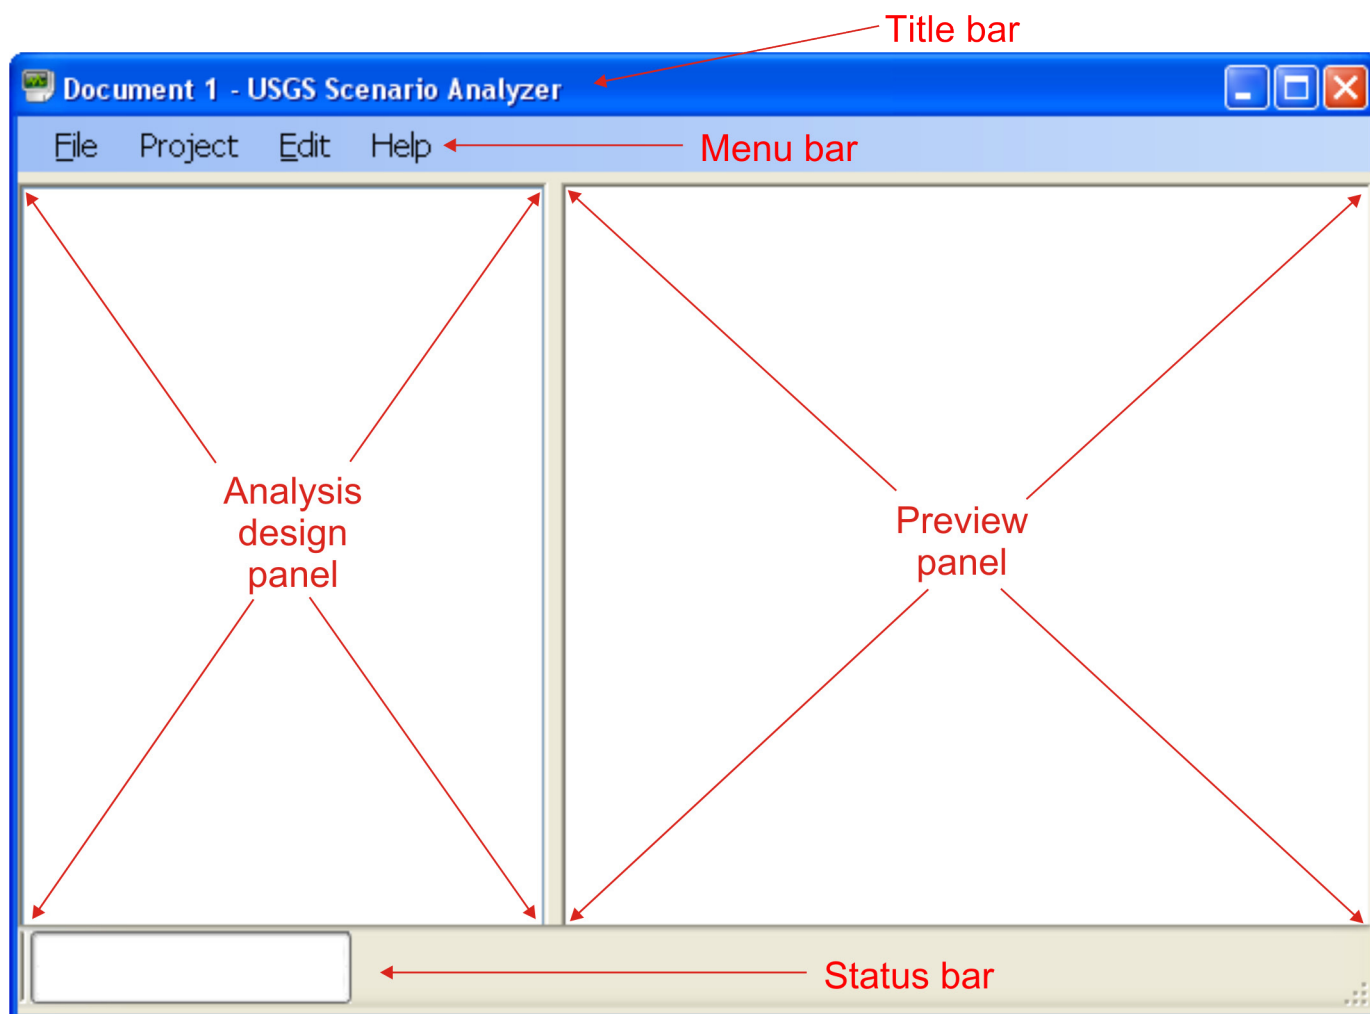 Title bar
Document 1 - USGS Scenario Analyzer
File Project Edit Help
Menu bar
Analysis
design
panel
Preview
panel
Status bar